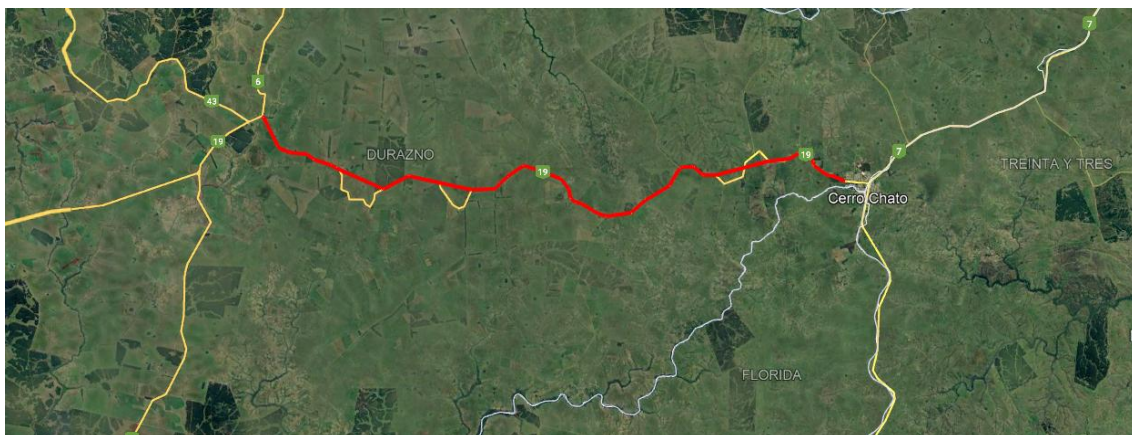 7
6
43
19
7
DURAZNO
19
19
TREINTA Y TRES
Cerro Chato
FLORIDA